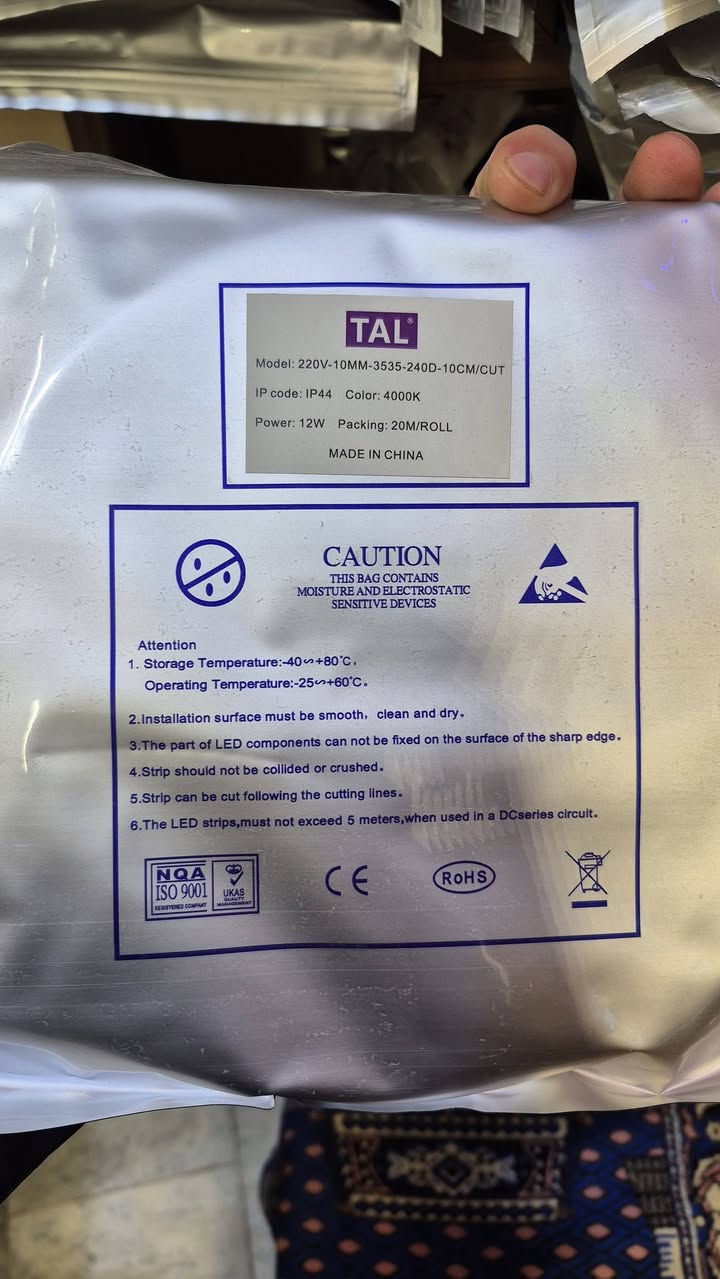 TAL®
Model: 220V-10MM-3535-240D-10CM/CUT
IP code: IP44 Color: 4000K
Power: 12W Packing: 20M/ROLL
MADE IN CHINA
CAUTION
THIS BAG CONTAINS
MOISTURE AND ELECTROSTATIC
SENSITIVE DEVICES
Attention
1. Storage Temperature:-40∽+80℃,
Operating Temperature:-25∽+60℃。
2.Installation surface must be smooth, clean and dry。
3.The part of LED components can not be fixed on the surface of the sharp edge。
4.Strip should not be collided or crushed。
5.Strip can be cut following the cutting lines。
6.The LED strips,must not exceed 5 meters,when used in a DCseries circuit。
NQA
ISO 9001
REGISTERED COMPANY
UKAS
QUALITY
MANAGEMENT
CE
RoHS